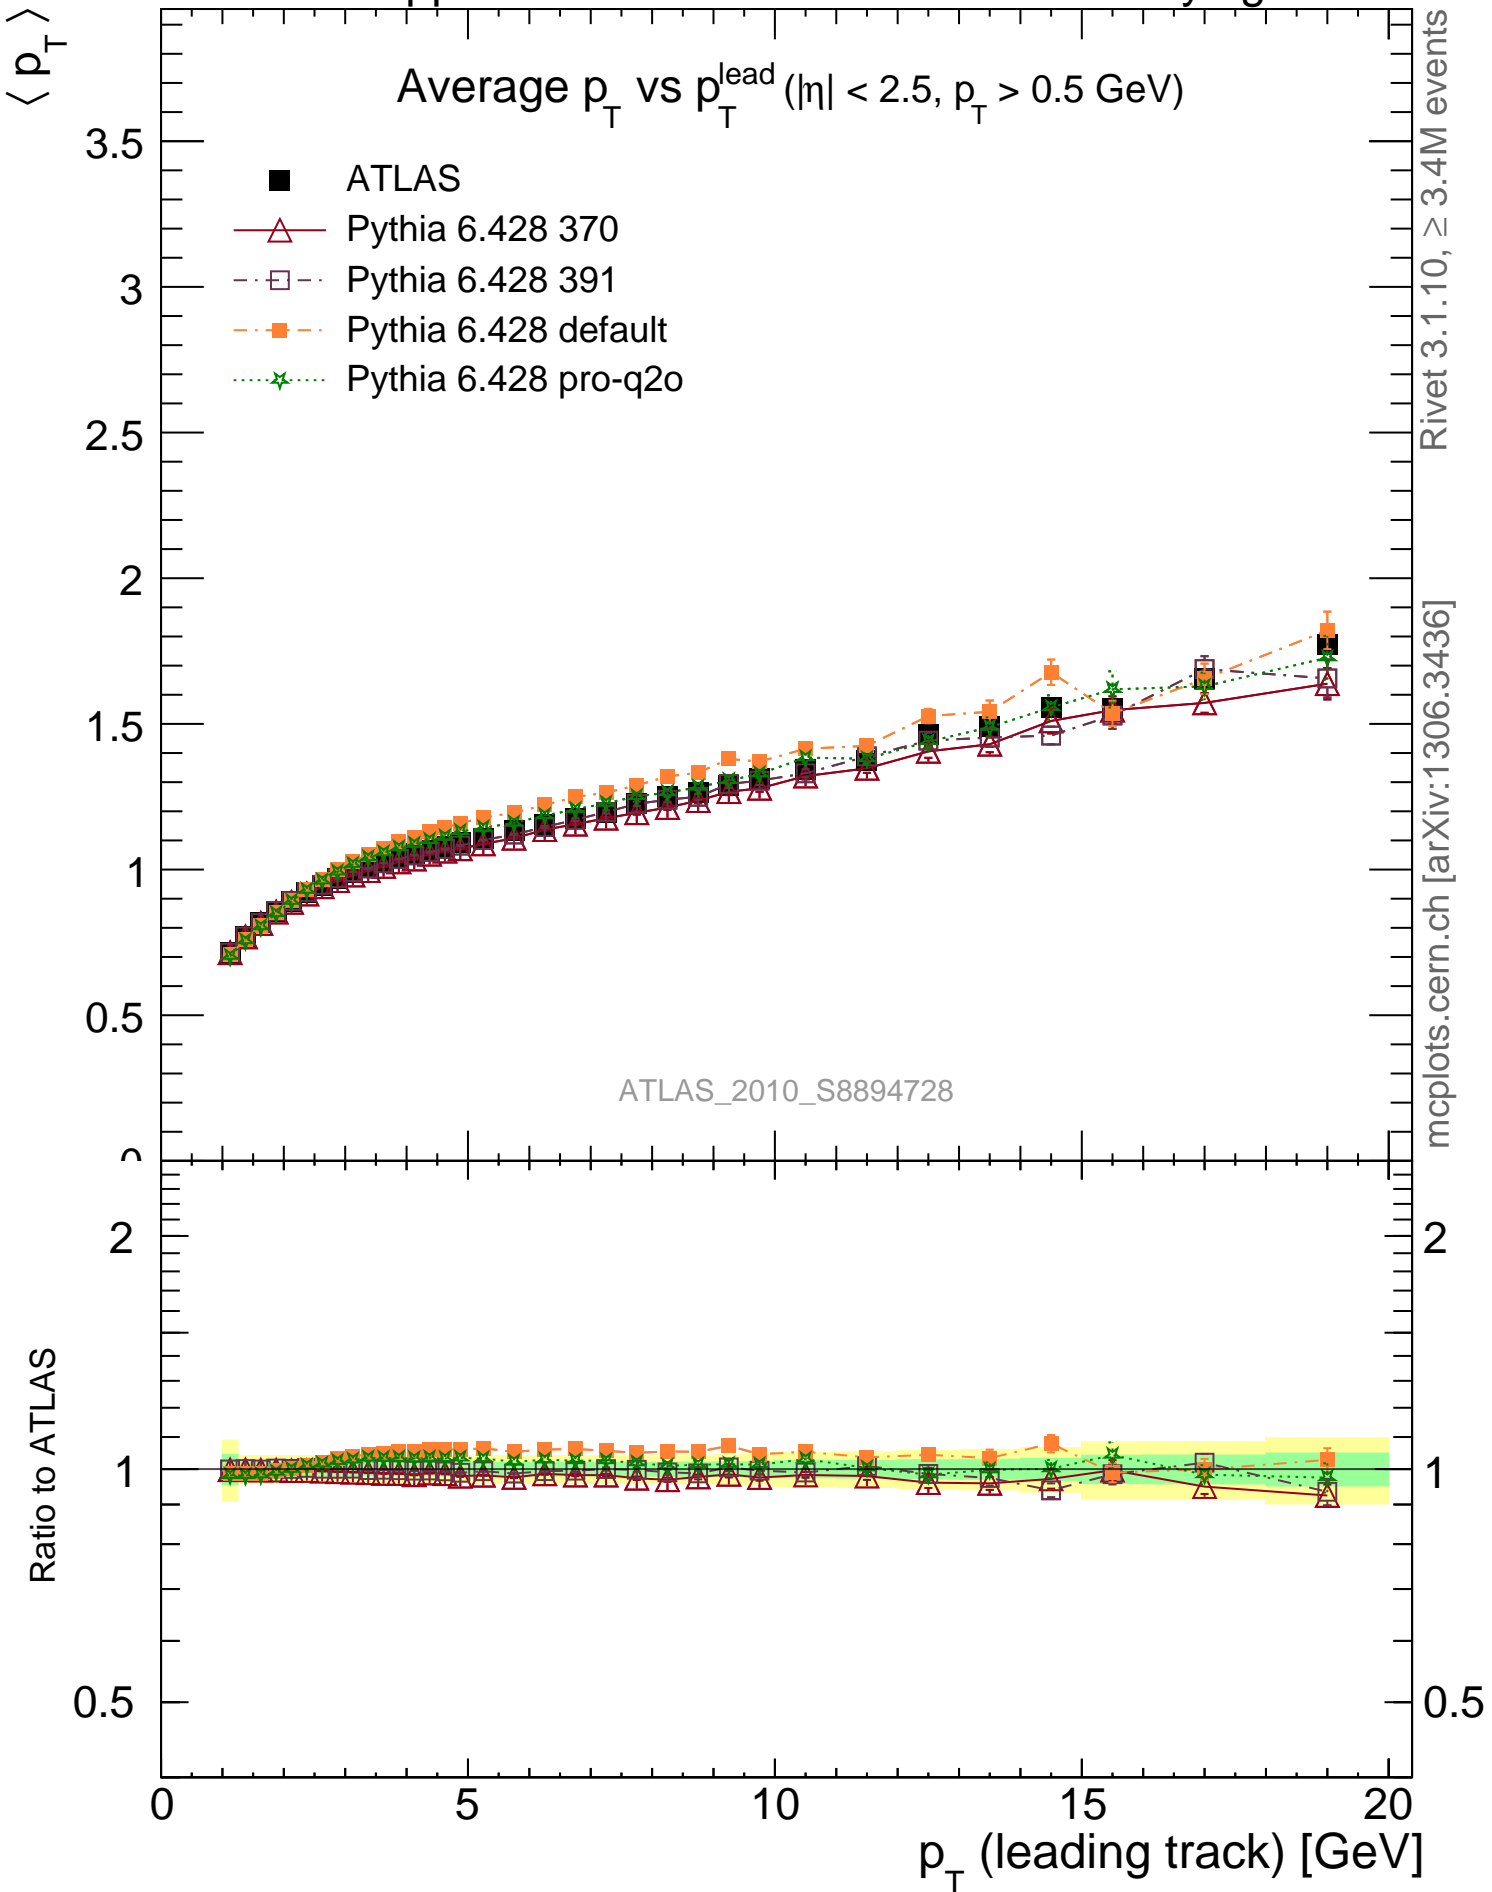 ⟨ p_T ⟩
Average p_T vs p_T^lead (|η| < 2.5, p_T > 0.5 GeV)
ATLAS
Pythia 6.428 370
Pythia 6.428 391
Pythia 6.428 default
Pythia 6.428 pro-q2o
3.5
3
2.5
2
1.5
1
0.5
0
ATLAS_2010_S8894728
Rivet 3.1.10, ≥ 3.4M events
mcplots.cern.ch [arXiv:1306.3436]
Ratio to ATLAS
2
1
0.5
2
1
0.5
0 5 10 15 20
p_T (leading track) [GeV]